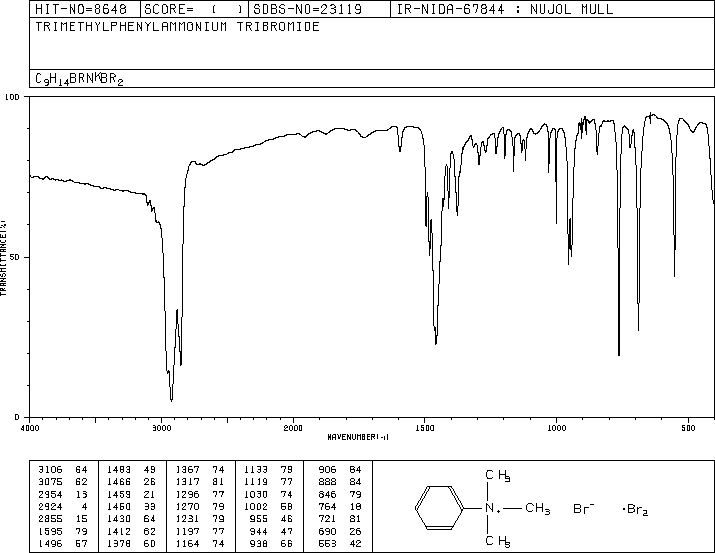 HIT-NO=8648 SCORE= ( ) SDBS-NO=23119 IR-NIDA-67844 : NUJOL MULL
TRIMETHYLPHENYLAMMONIUM TRIBROMIDE
C9H14BRNKBR2
100
50
0
TRANSMITTANCE(%)
4000 3000 2000 1500 1000 500
WAVENUMBER(-1)
3106 64 1483 49 1367 74 1133 79 906 84
3075 62 1466 26 1317 81 1119 77 888 84
2954 13 1459 21 1296 77 1030 74 846 79
2924 4 1450 39 1270 79 1002 58 764 18
2855 15 1430 64 1231 79 955 46 721 81
1595 79 1412 62 1197 77 944 47 690 26
1496 57 1378 60 1164 74 938 66 553 42
CH3
N+ CH3 Br- ·Br2
CH3